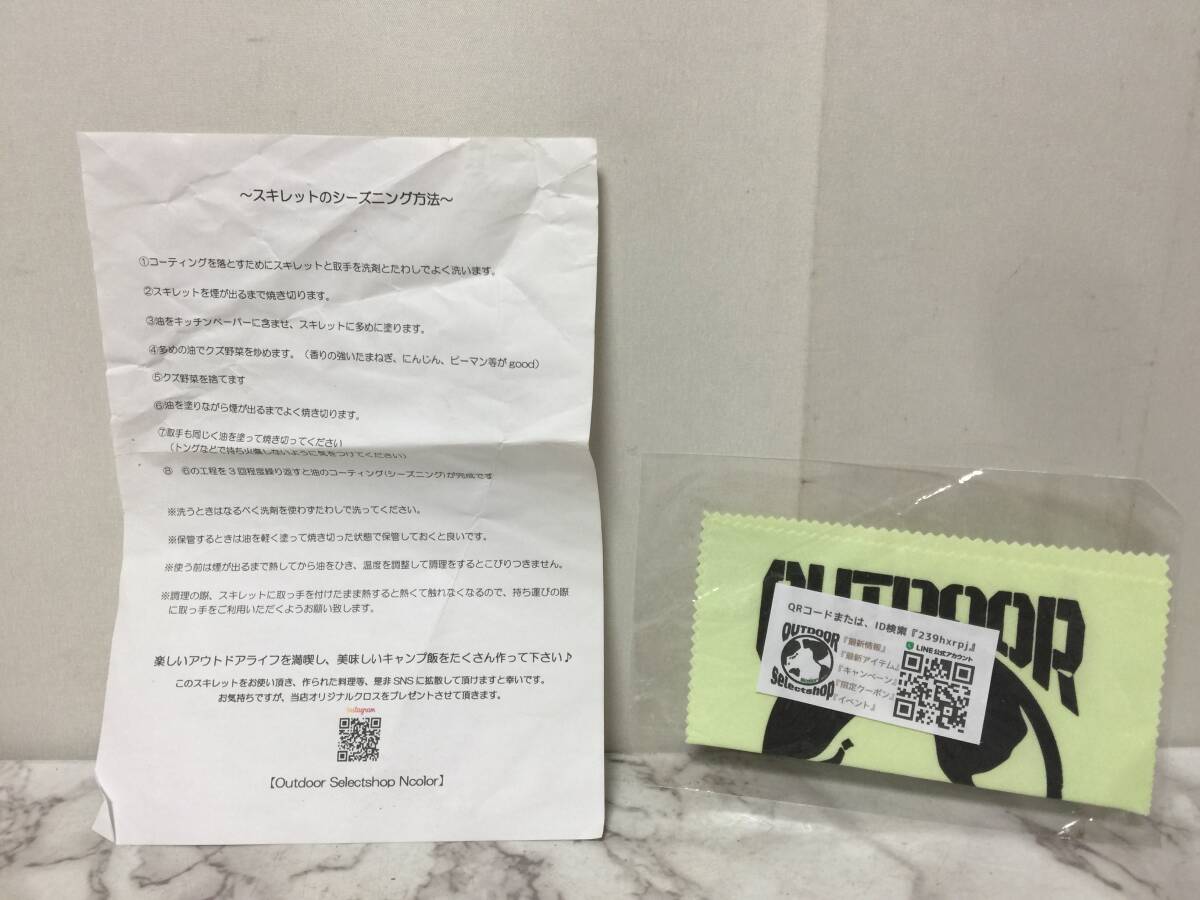 ～スキレットのシーズニング方法～
①コーティングを落とすためにスキレットと取手を洗剤とたわしでよく洗います。
②スキレットを煙が出るまで焼き切ります。
③油をキッチンペーパーに含ませ、スキレットに多めに塗ります。
④多めの油でクズ野菜を炒めます。（香りの強いたまねぎ、にんじん、ピーマン等が good）
⑤クズ野菜を捨てます
⑥油を塗りながら煙が出るまでよく焼き切ります。
⑦取手も同じく油を塗って焼き切ってください
（トングなどで持ち火傷しないように気をつけてください）
⑧ ⑥の工程を３回程度繰り返すと油のコーティング(シーズニング)が完成です
※洗うときはなるべく洗剤を使わずたわしで洗ってください。
※保管するときは油を軽く塗って焼き切った状態で保管しておくと良いです。
※使う前は煙が出るまで熱してから油をひき、温度を調整して調理をするとこびりつきません。
※調理の際、スキレットに取っ手を付けたまま熱すると熱くて触れなくなるので、持ち運びの際
に取っ手をご利用いただくようお願い致します。
楽しいアウトドアライフを満喫し、美味しいキャンプ飯をたくさん作って下さい♪
このスキレットをお使い頂き、作られた料理等、是非 SNS に拡散して頂けますと幸いです。
お気持ちですが、当店オリジナルクロスをプレゼントさせて頂きます。
Instagram
【Outdoor Selectshop Ncolor】
OUTDOOR
QRコードまたは、ID検索『239hxrpj』
OUTDOOR
Selectshop
『最新情報』
『最新アイテム』
『キャンペーン』
『限定クーポン』
『イベント』
LINE公式アカウント